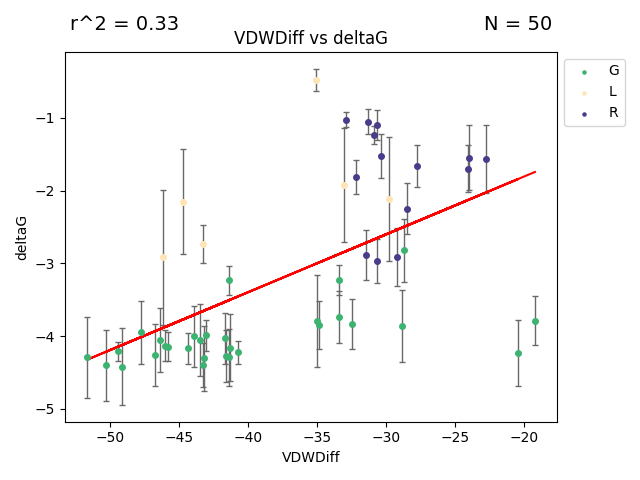 r^2 = 0.33
N = 50
VDWDiff vs deltaG
G
L
R
−1
−2
−3
−4
−5
deltaG
−50
−45
−40
−35
−30
−25
−20
VDWDiff